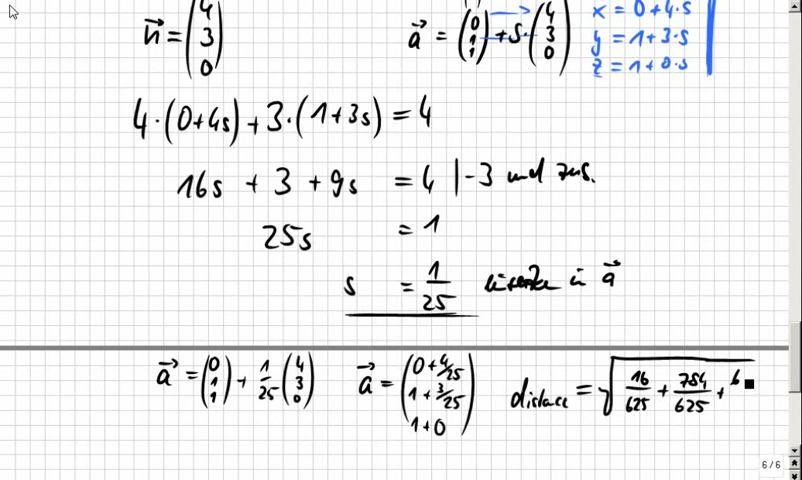 n⃗ = (4 3 0) a⃗ = (0 1 1) + s· (4 3 0)
x = 0+4·s
y = 1+3·s
z = 1+0·s
4·(0+4s)+3·(1+3s) = 4
16s + 3 + 9s = 4 |-3 und zus.
25s = 1
s = 1/25 in a⃗
a⃗ = (0 1 1) + 1/25 (4 3 0) a⃗ = (0+4/25 1+3/25 1+0) distace = √ 16/625 + 784/625 +
6/6